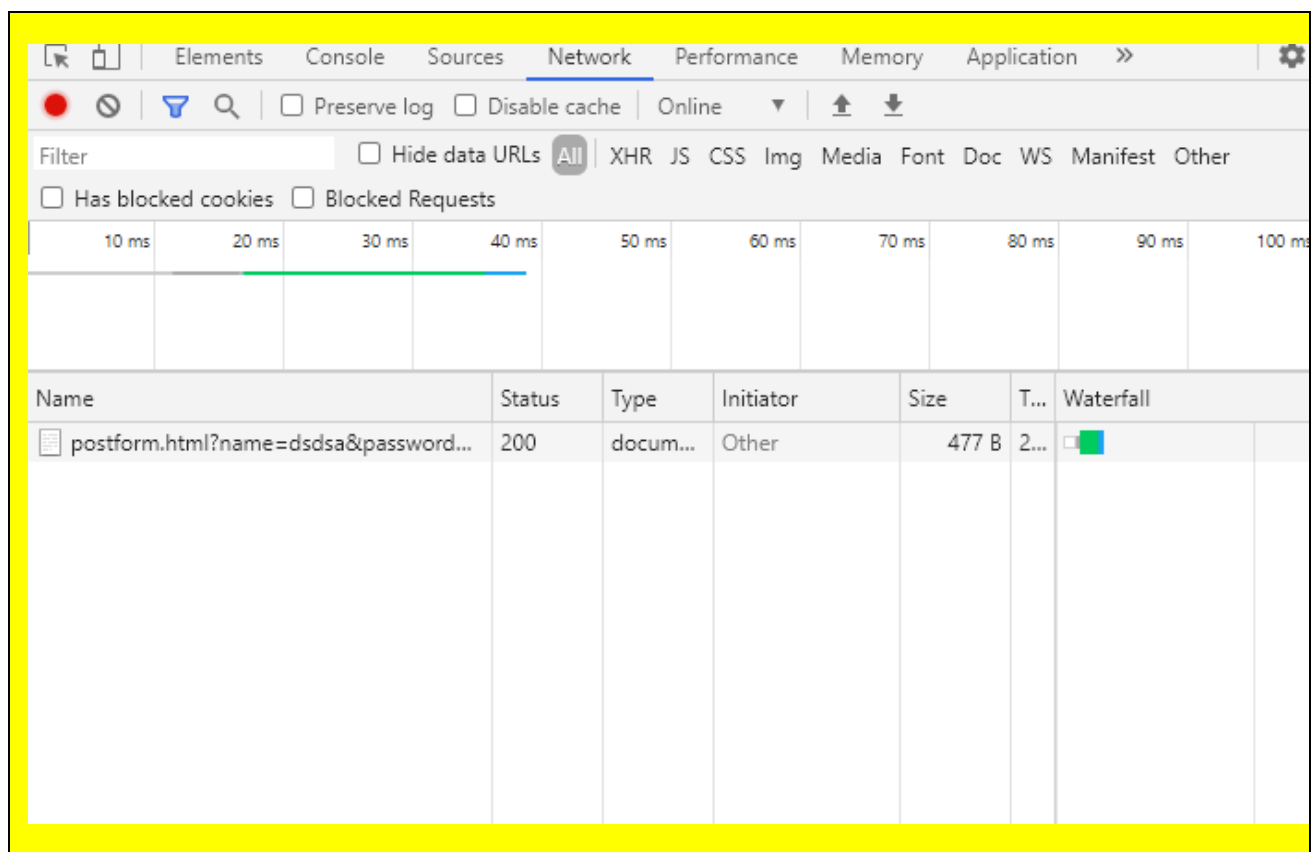 Elements Console Sources Network Performance Memory Application »
Preserve log Disable cache Online ▼
Filter Hide data URLs All XHR JS CSS Img Media Font Doc WS Manifest Other
Has blocked cookies Blocked Requests
10 ms 20 ms 30 ms 40 ms 50 ms 60 ms 70 ms 80 ms 90 ms 100 ms
Name Status Type Initiator Size T... Waterfall
postform.html?name=dsdsa&password... 200 docum... Other 477 B 2...